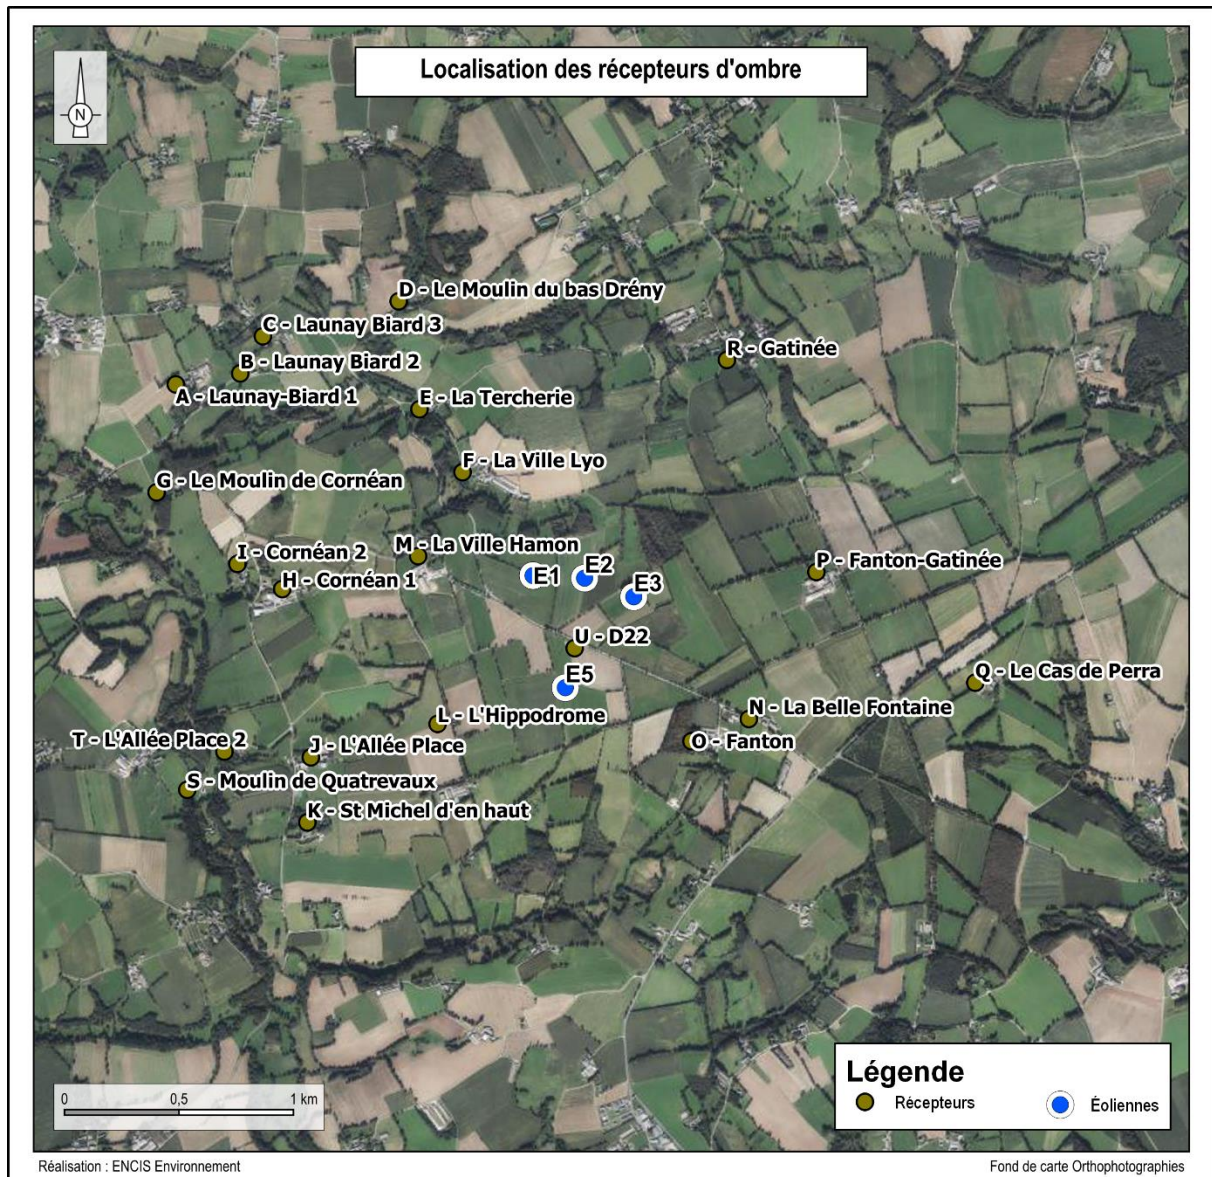 Localisation des récepteurs d'ombre
N
D - Le Moulin du bas Drény
C - Launay Biard 3
R - Gatinée
B - Launay Biard 2
A - Launay-Biard 1
E - La Tercherie
F - La Ville Lyo
G - Le Moulin de Cornéan
M - La Ville Hamon
I - Cornéan 2
E1
E2
P - Fanton-Gatinée
H - Cornéan 1
E3
U - D22
E5
Q - Le Cas de Perra
L - L'Hippodrome
N - La Belle Fontaine
T - L'Allée Place 2
J - L'Allée Place
O - Fanton
S - Moulin de Quatrevaux
K - St Michel d'en haut
Légende
Récepteurs
Éoliennes
0 0,5 1 km
Réalisation : ENCIS Environnement
Fond de carte Orthophotographies